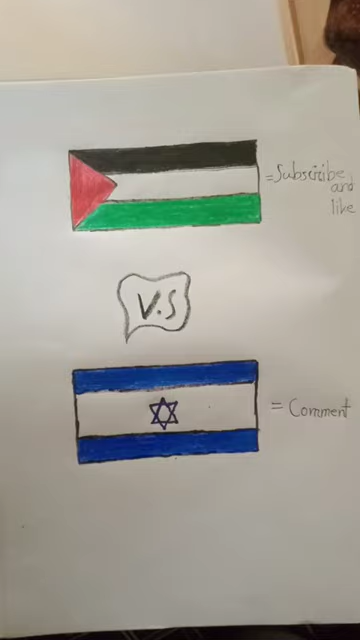 = Subscribe
and
like
V.S
= Comment